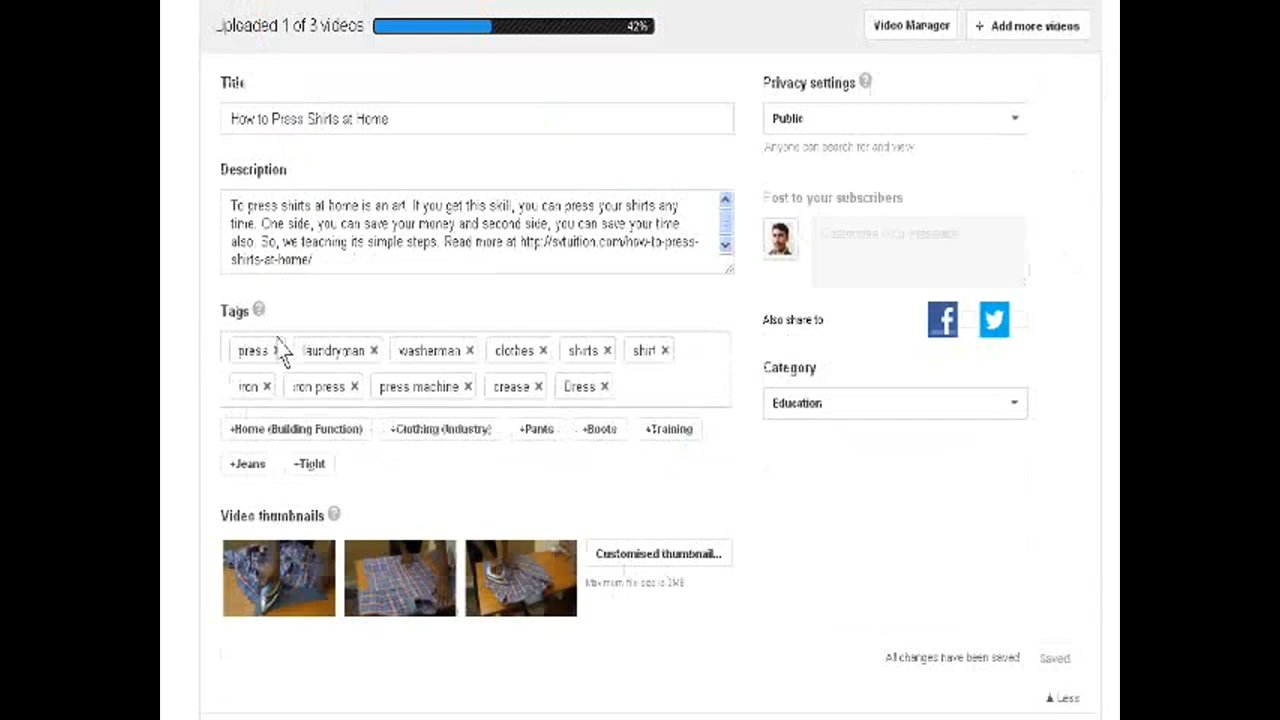 Uploaded 1 of 3 videos
42%
Video Manager
+ Add more videos
Title
How to Press Shirts at Home
Description
To press shirts at home is an art. If you get this skill, you can press your shirts any
time. One side, you can save your money and second side, you can save your time
also. So, we teaching its simple steps. Read more at http://svtuition.com/how-to-press-
shirts-at-home/
Tags
press laundryman washerman clothes shirts shirt
iron iron press press machine crease Dress
+Home (Building Function) +Clothing (Industry) +Pants +Boots +Training
+Jeans +Tight
Video thumbnails
Customised thumbnail...
Maximum file size is 2MB
Privacy settings
Public
Anyone can search for and view
Post to your subscribers
Also share to
Category
Education
All changes have been saved
Saved
Less